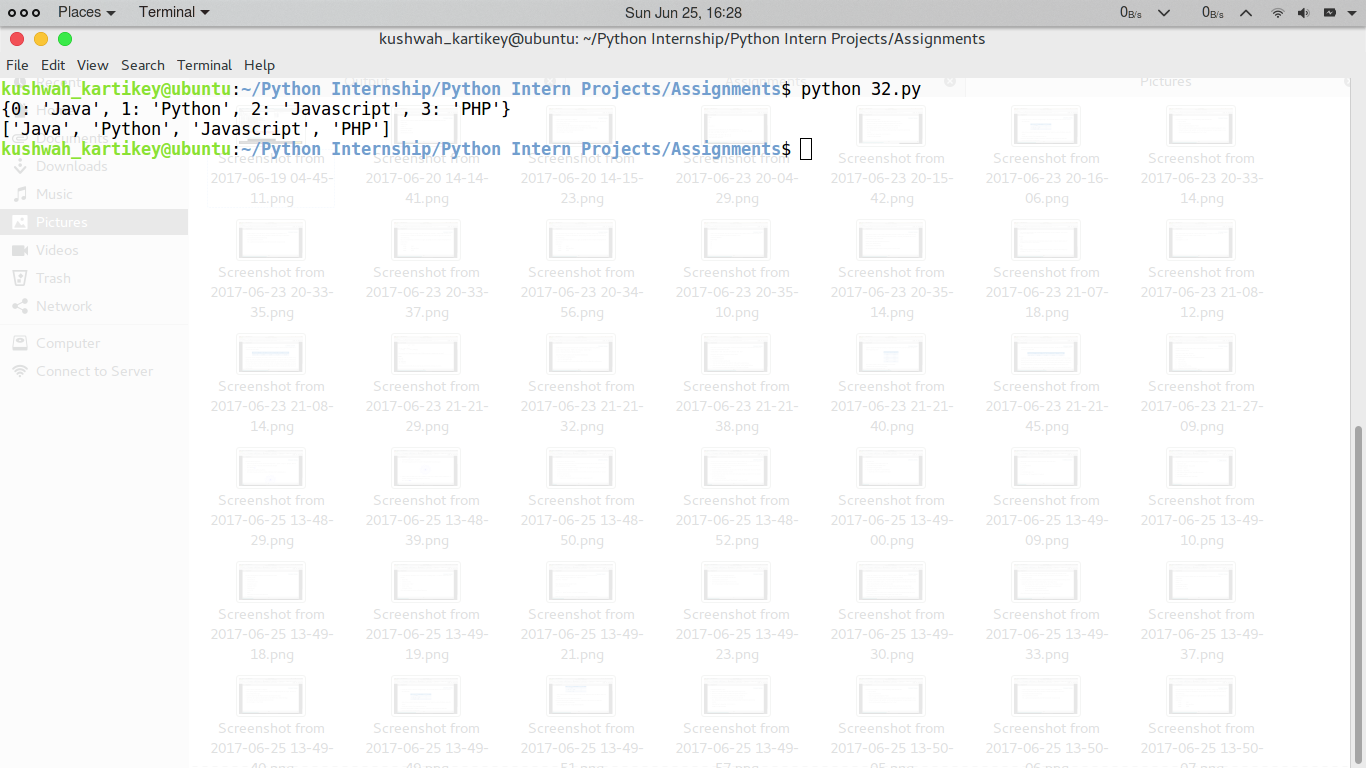 Places Terminal Sun Jun 25, 16:28 0B/s 0B/s
kushwah_kartikey@ubuntu: ~/Python Internship/Python Intern Projects/Assignments
File Edit View Search Terminal Help
kushwah_kartikey@ubuntu:~/Python Internship/Python Intern Projects/Assignments$ python 32.py
{0: 'Java', 1: 'Python', 2: 'Javascript', 3: 'PHP'}
['Java', 'Python', 'Javascript', 'PHP']
kushwah_kartikey@ubuntu:~/Python Internship/Python Intern Projects/Assignments$
Recent Output Assignments Pictures
Documents
Downloads
Music
Pictures
Videos
Trash
Network
Computer
Connect to Server
Screenshot from Screenshot from Screenshot from Screenshot from Screenshot from Screenshot from Screenshot from
2017-06-19 04-45- 2017-06-20 14-14- 2017-06-20 14-15- 2017-06-23 20-04- 2017-06-23 20-15- 2017-06-23 20-16- 2017-06-23 20-33-
11.png 41.png 23.png 29.png 42.png 06.png 14.png
Screenshot from Screenshot from Screenshot from Screenshot from Screenshot from Screenshot from Screenshot from
2017-06-23 20-33- 2017-06-23 20-33- 2017-06-23 20-34- 2017-06-23 20-35- 2017-06-23 20-35- 2017-06-23 21-07- 2017-06-23 21-08-
35.png 37.png 56.png 10.png 14.png 18.png 12.png
Screenshot from Screenshot from Screenshot from Screenshot from Screenshot from Screenshot from Screenshot from
2017-06-23 21-08- 2017-06-23 21-21- 2017-06-23 21-21- 2017-06-23 21-21- 2017-06-23 21-21- 2017-06-23 21-21- 2017-06-23 21-27-
14.png 29.png 32.png 38.png 40.png 45.png 09.png
Screenshot from Screenshot from Screenshot from Screenshot from Screenshot from Screenshot from Screenshot from
2017-06-25 13-48- 2017-06-25 13-48- 2017-06-25 13-48- 2017-06-25 13-48- 2017-06-25 13-49- 2017-06-25 13-49- 2017-06-25 13-49-
29.png 39.png 50.png 52.png 00.png 09.png 10.png
Screenshot from Screenshot from Screenshot from Screenshot from Screenshot from Screenshot from Screenshot from
2017-06-25 13-49- 2017-06-25 13-49- 2017-06-25 13-49- 2017-06-25 13-49- 2017-06-25 13-49- 2017-06-25 13-49- 2017-06-25 13-49-
18.png 19.png 21.png 23.png 30.png 33.png 37.png
Screenshot from Screenshot from Screenshot from Screenshot from Screenshot from Screenshot from Screenshot from
2017-06-25 13-49- 2017-06-25 13-49- 2017-06-25 13-49- 2017-06-25 13-49- 2017-06-25 13-50- 2017-06-25 13-50- 2017-06-25 13-50-